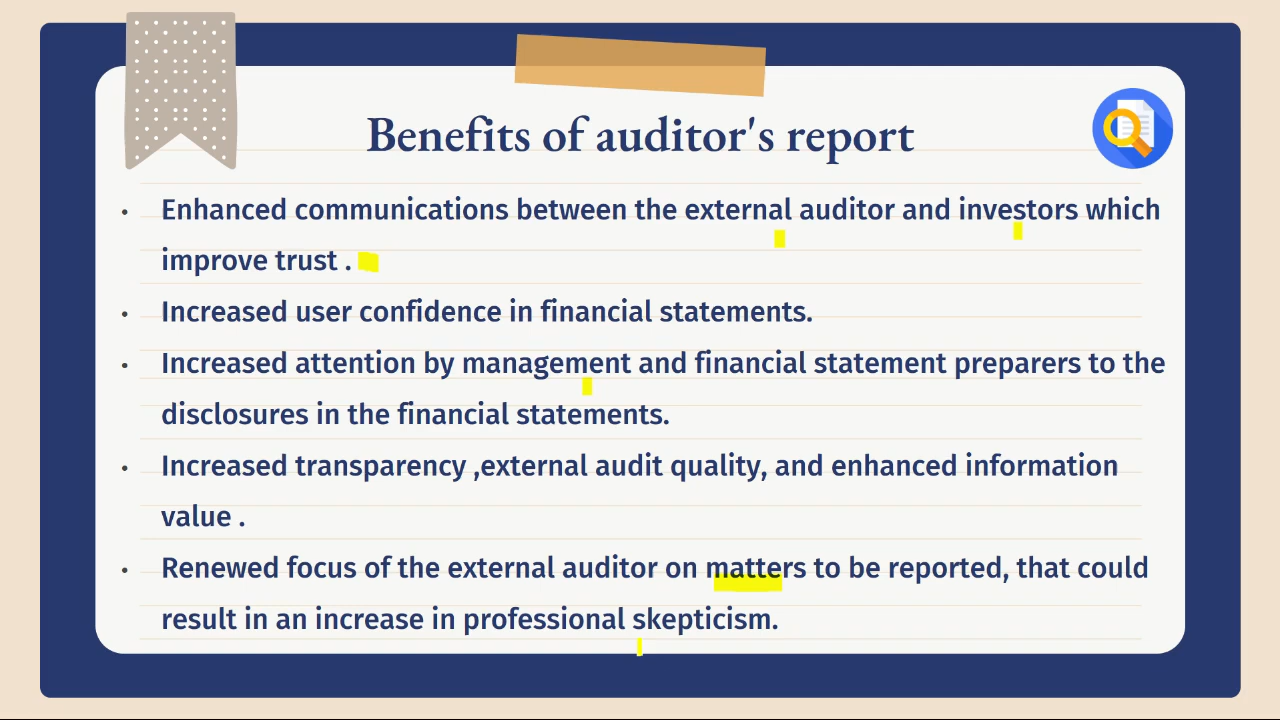 Benefits of auditor's report
• Enhanced communications between the external auditor and investors which
improve trust .
• Increased user confidence in financial statements.
• Increased attention by management and financial statement preparers to the
disclosures in the financial statements.
• Increased transparency ,external audit quality, and enhanced information
value .
• Renewed focus of the external auditor on matters to be reported, that could
result in an increase in professional skepticism.